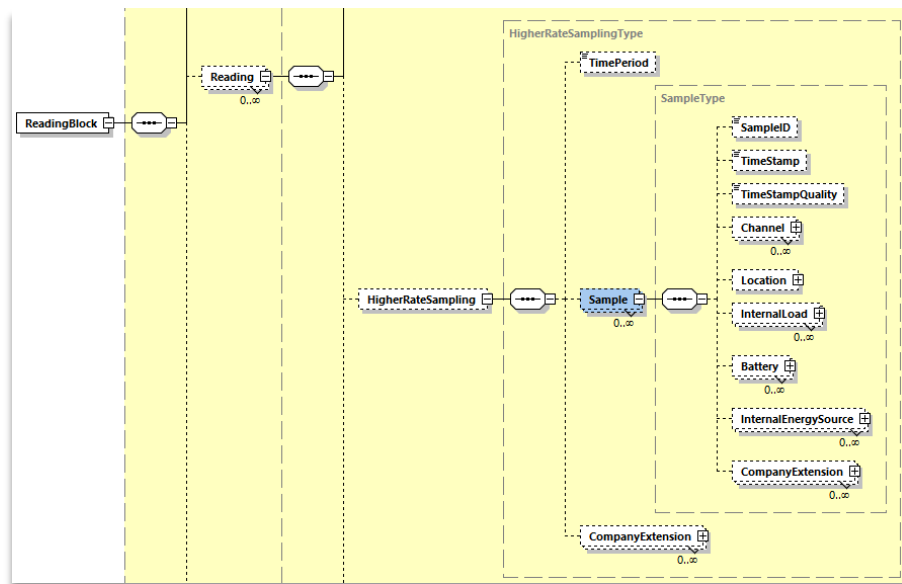 HigherRateSamplingType
TimePeriod
Reading
0..∞
SampleType
ReadingBlock
SampleID
TimeStamp
TimeStampQuality
Channel
0..∞
Location
HigherRateSampling
Sample
0..∞
InternalLoad
0..∞
Battery
0..∞
InternalEnergySource
0..∞
CompanyExtension
0..∞
CompanyExtension
0..∞